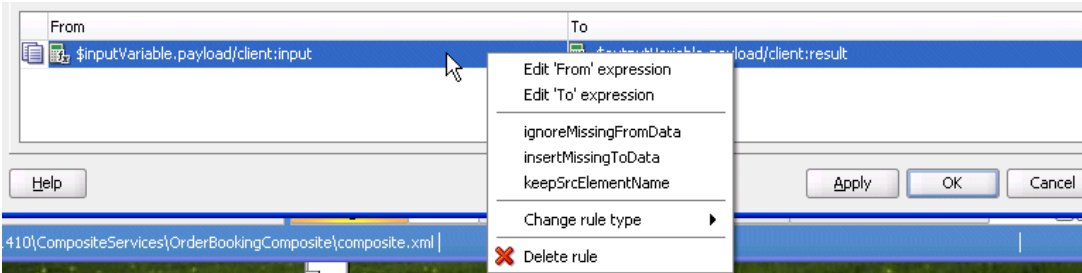 From To
$inputVariable.payload/client:input load/client:result
Edit 'From' expression
Edit 'To' expression
ignoreMissingFromData
insertMissingToData
keepSrcElementName
Help Apply OK Cancel
Change rule type
.410\CompositeServices\OrderBookingComposite\composite.xml
Delete rule